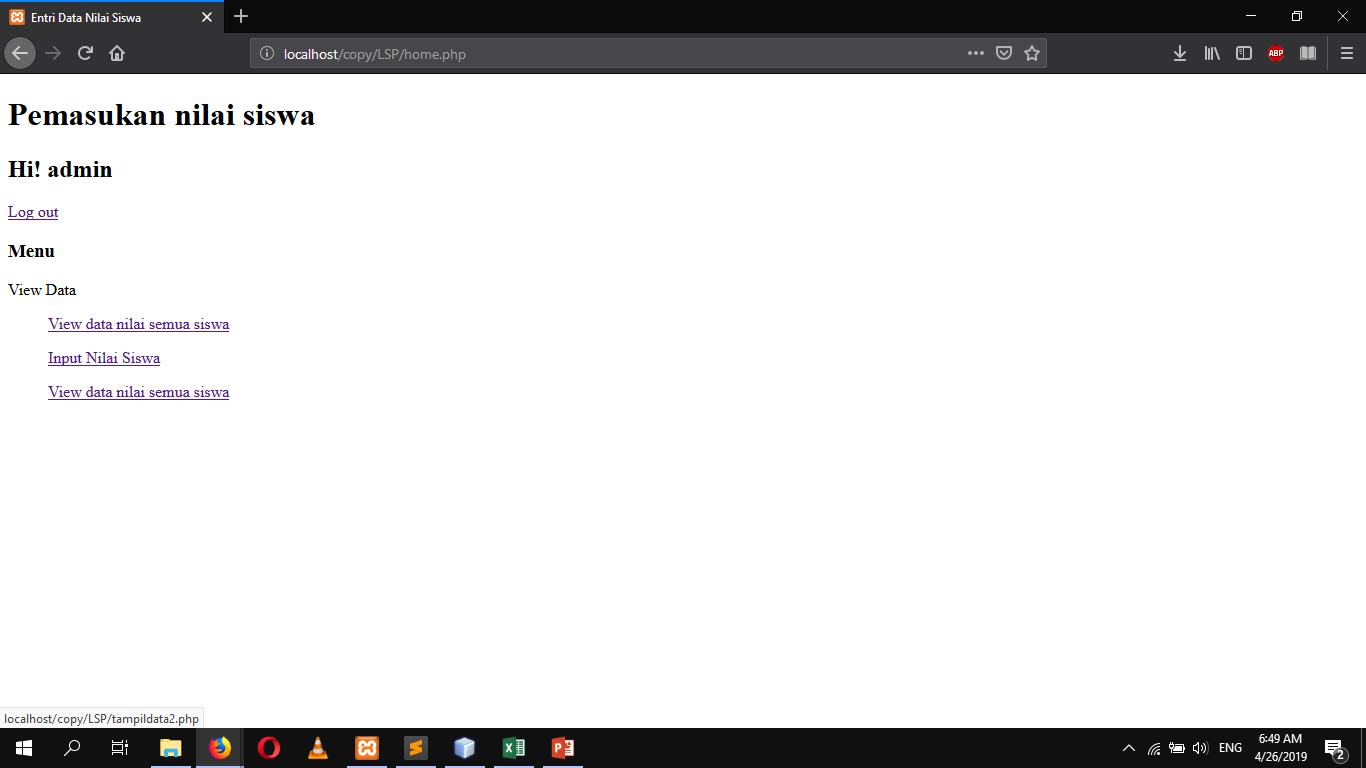 Entri Data Nilai Siswa
localhost/copy/LSP/home.php
ABP
Pemasukan nilai siswa
Hi! admin
Log out
Menu
View Data
View data nilai semua siswa
Input Nilai Siswa
View data nilai semua siswa
localhost/copy/LSP/tampildata2.php
ENG
6:49 AM
4/26/2019
2